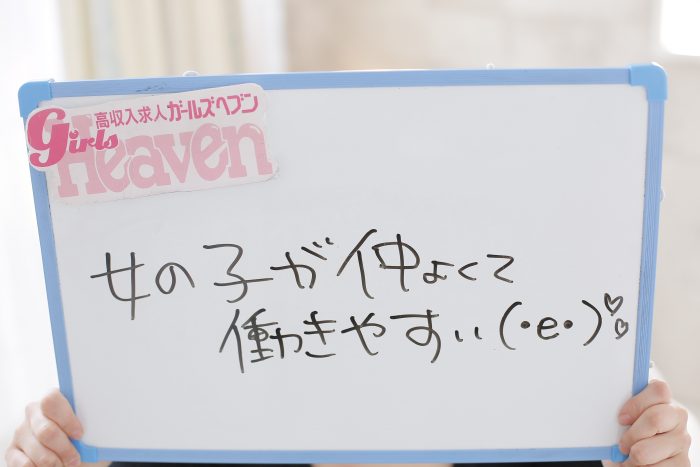 高収入求人ガールズヘブン
Girls
Heaven
女の子が仲よくて
働きやすい(・e・)♡♡